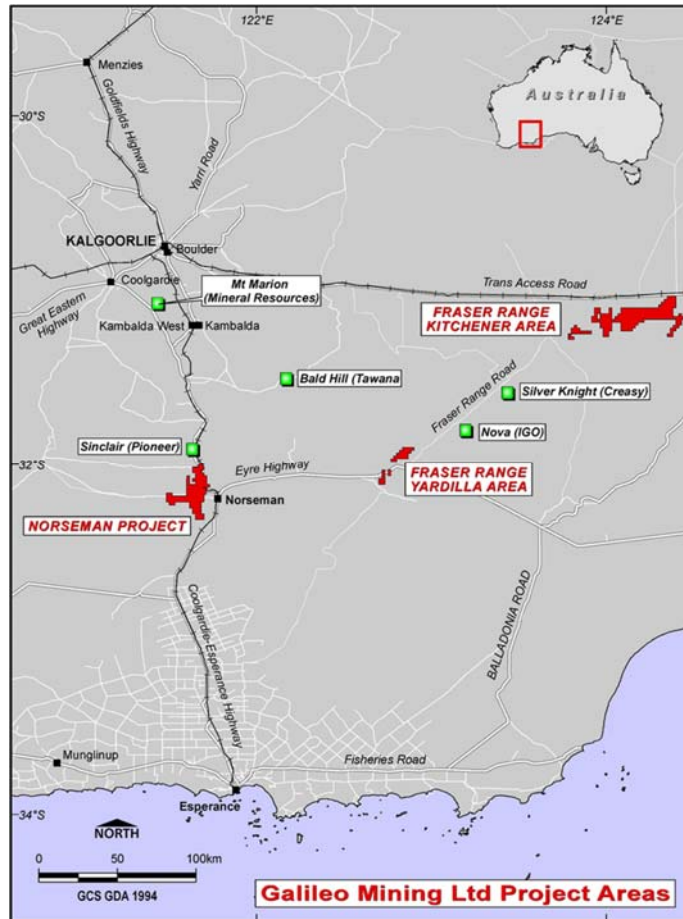 122°E
124°E
Menzies
Goldfields Highway
Australia
30°S
Yarri Road
KALGOORLIE
Boulder
Coolgardie
Mt Marion
(Mineral Resources)
Trans Access Road
Great Eastern
Highway
Kambalda West
Kambalda
FRASER RANGE
KITCHENER AREA
Bald Hill (Tawana
Fraser Range Road
Silver Knight (Creasy)
Nova (IGO)
Sinclair (Pioneer)
32°S
Eyre Highway
FRASER RANGE
YARDILLA AREA
Norseman
NORSEMAN PROJECT
Coolgardie-Esperance Highway
BALLADONIA ROAD
Munglinup
Fisheries Road
Esperance
34°S
NORTH
0 50 100km
GCS GDA 1994
Galileo Mining Ltd Project Areas